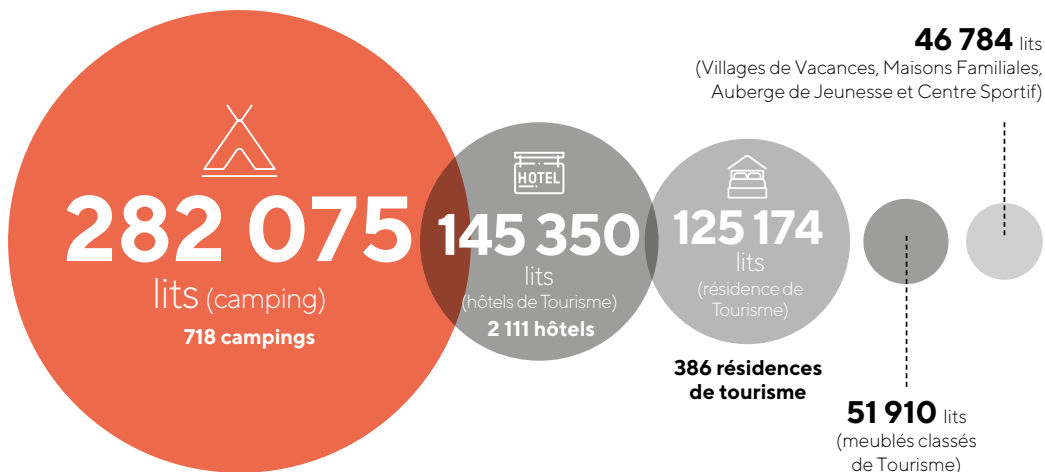 282 075
lits (camping)
718 campings
HOTEL
145 350
lits
(hôtels de Tourisme)
2 111 hôtels
125 174
lits
(résidence de
Tourisme)
386 résidences
de tourisme
46 784 lits
(Villages de Vacances, Maisons Familiales,
Auberge de Jeunesse et Centre Sportif)
51 910 lits
(meublés classés
de Tourisme)